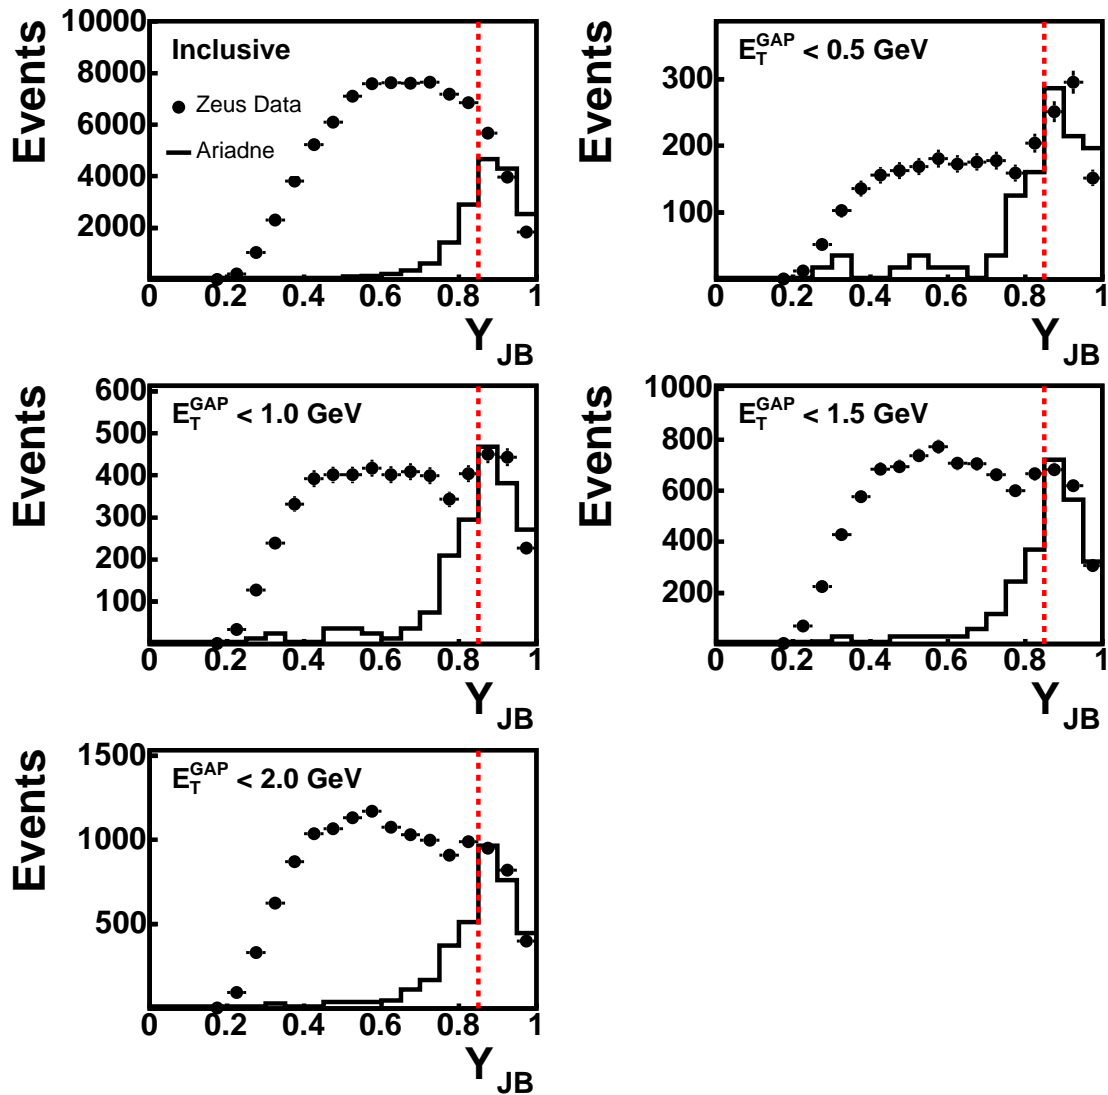 Events
10000
8000
6000
4000
2000
Inclusive
Zeus Data
Ariadne
0 0.2 0.4 0.6 0.8 1
Y JB
Events
300
200
100
E_T^GAP < 0.5 GeV
0 0.2 0.4 0.6 0.8 1
Y JB
Events
600
500
400
300
200
100
E_T^GAP < 1.0 GeV
0 0.2 0.4 0.6 0.8 1
Y JB
Events
1000
800
600
400
200
E_T^GAP < 1.5 GeV
0 0.2 0.4 0.6 0.8 1
Y JB
Events
1500
1000
500
E_T^GAP < 2.0 GeV
0 0.2 0.4 0.6 0.8 1
Y JB